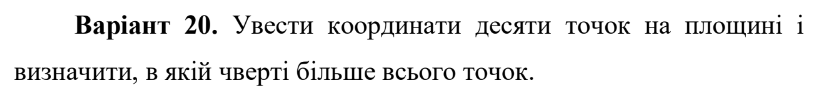 Варіант 20. Увести координати десяти точок на площині і
визначити, в якій чверті більше всього точок.